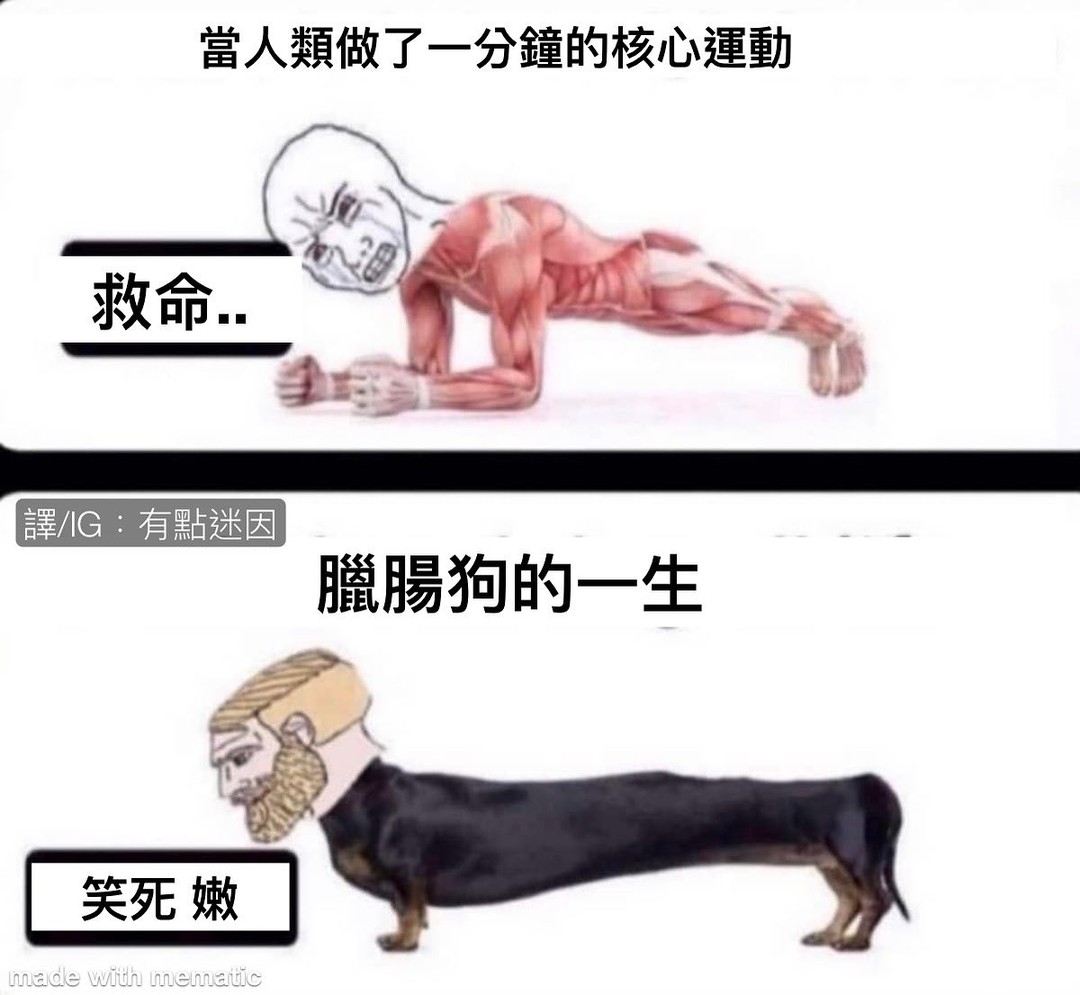 當人類做了一分鐘的核心運動
救命..
譯/IG：有點迷因
臘腸狗的一生
笑死 嫩
made with mematic